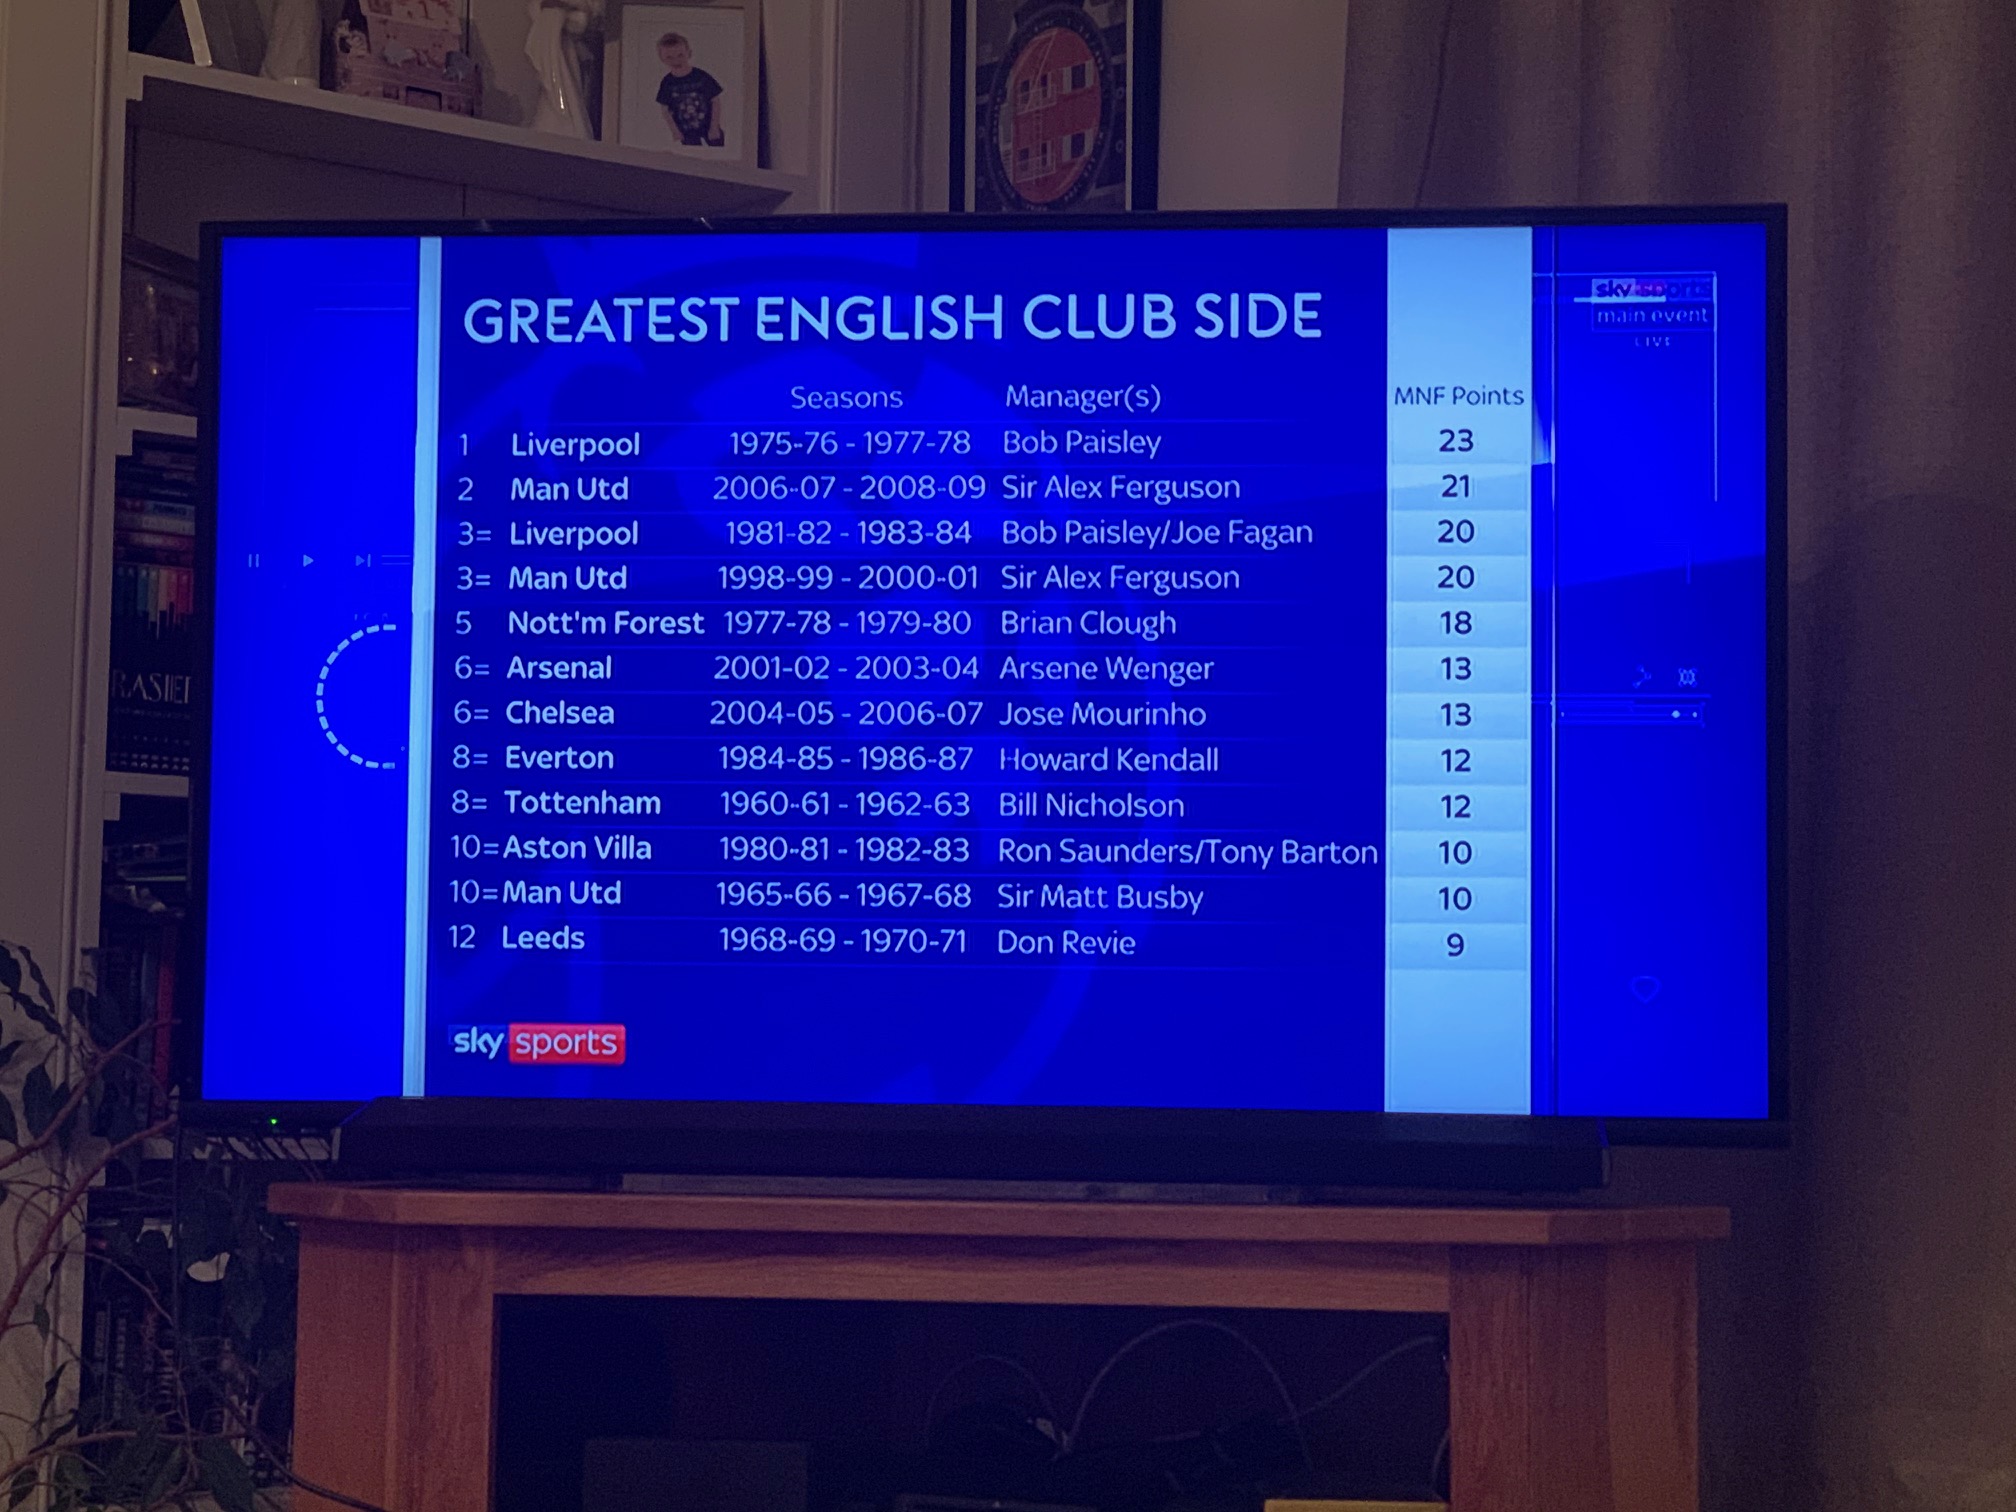 GREATEST ENGLISH CLUB SIDE
Seasons Manager(s) MNF Points
1 Liverpool 1975-76 - 1977-78 Bob Paisley 23
2 Man Utd 2006-07 - 2008-09 Sir Alex Ferguson 21
3= Liverpool 1981-82 - 1983-84 Bob Paisley/Joe Fagan 20
3= Man Utd 1998-99 - 2000-01 Sir Alex Ferguson 20
5 Nott'm Forest 1977-78 - 1979-80 Brian Clough 18
6= Arsenal 2001-02 - 2003-04 Arsene Wenger 13
6= Chelsea 2004-05 - 2006-07 Jose Mourinho 13
8= Everton 1984-85 - 1986-87 Howard Kendall 12
8= Tottenham 1960-61 - 1962-63 Bill Nicholson 12
10= Aston Villa 1980-81 - 1982-83 Ron Saunders/Tony Barton 10
10= Man Utd 1965-66 - 1967-68 Sir Matt Busby 10
12 Leeds 1968-69 - 1970-71 Don Revie 9
sky sports
sky sports
main event
LIVE